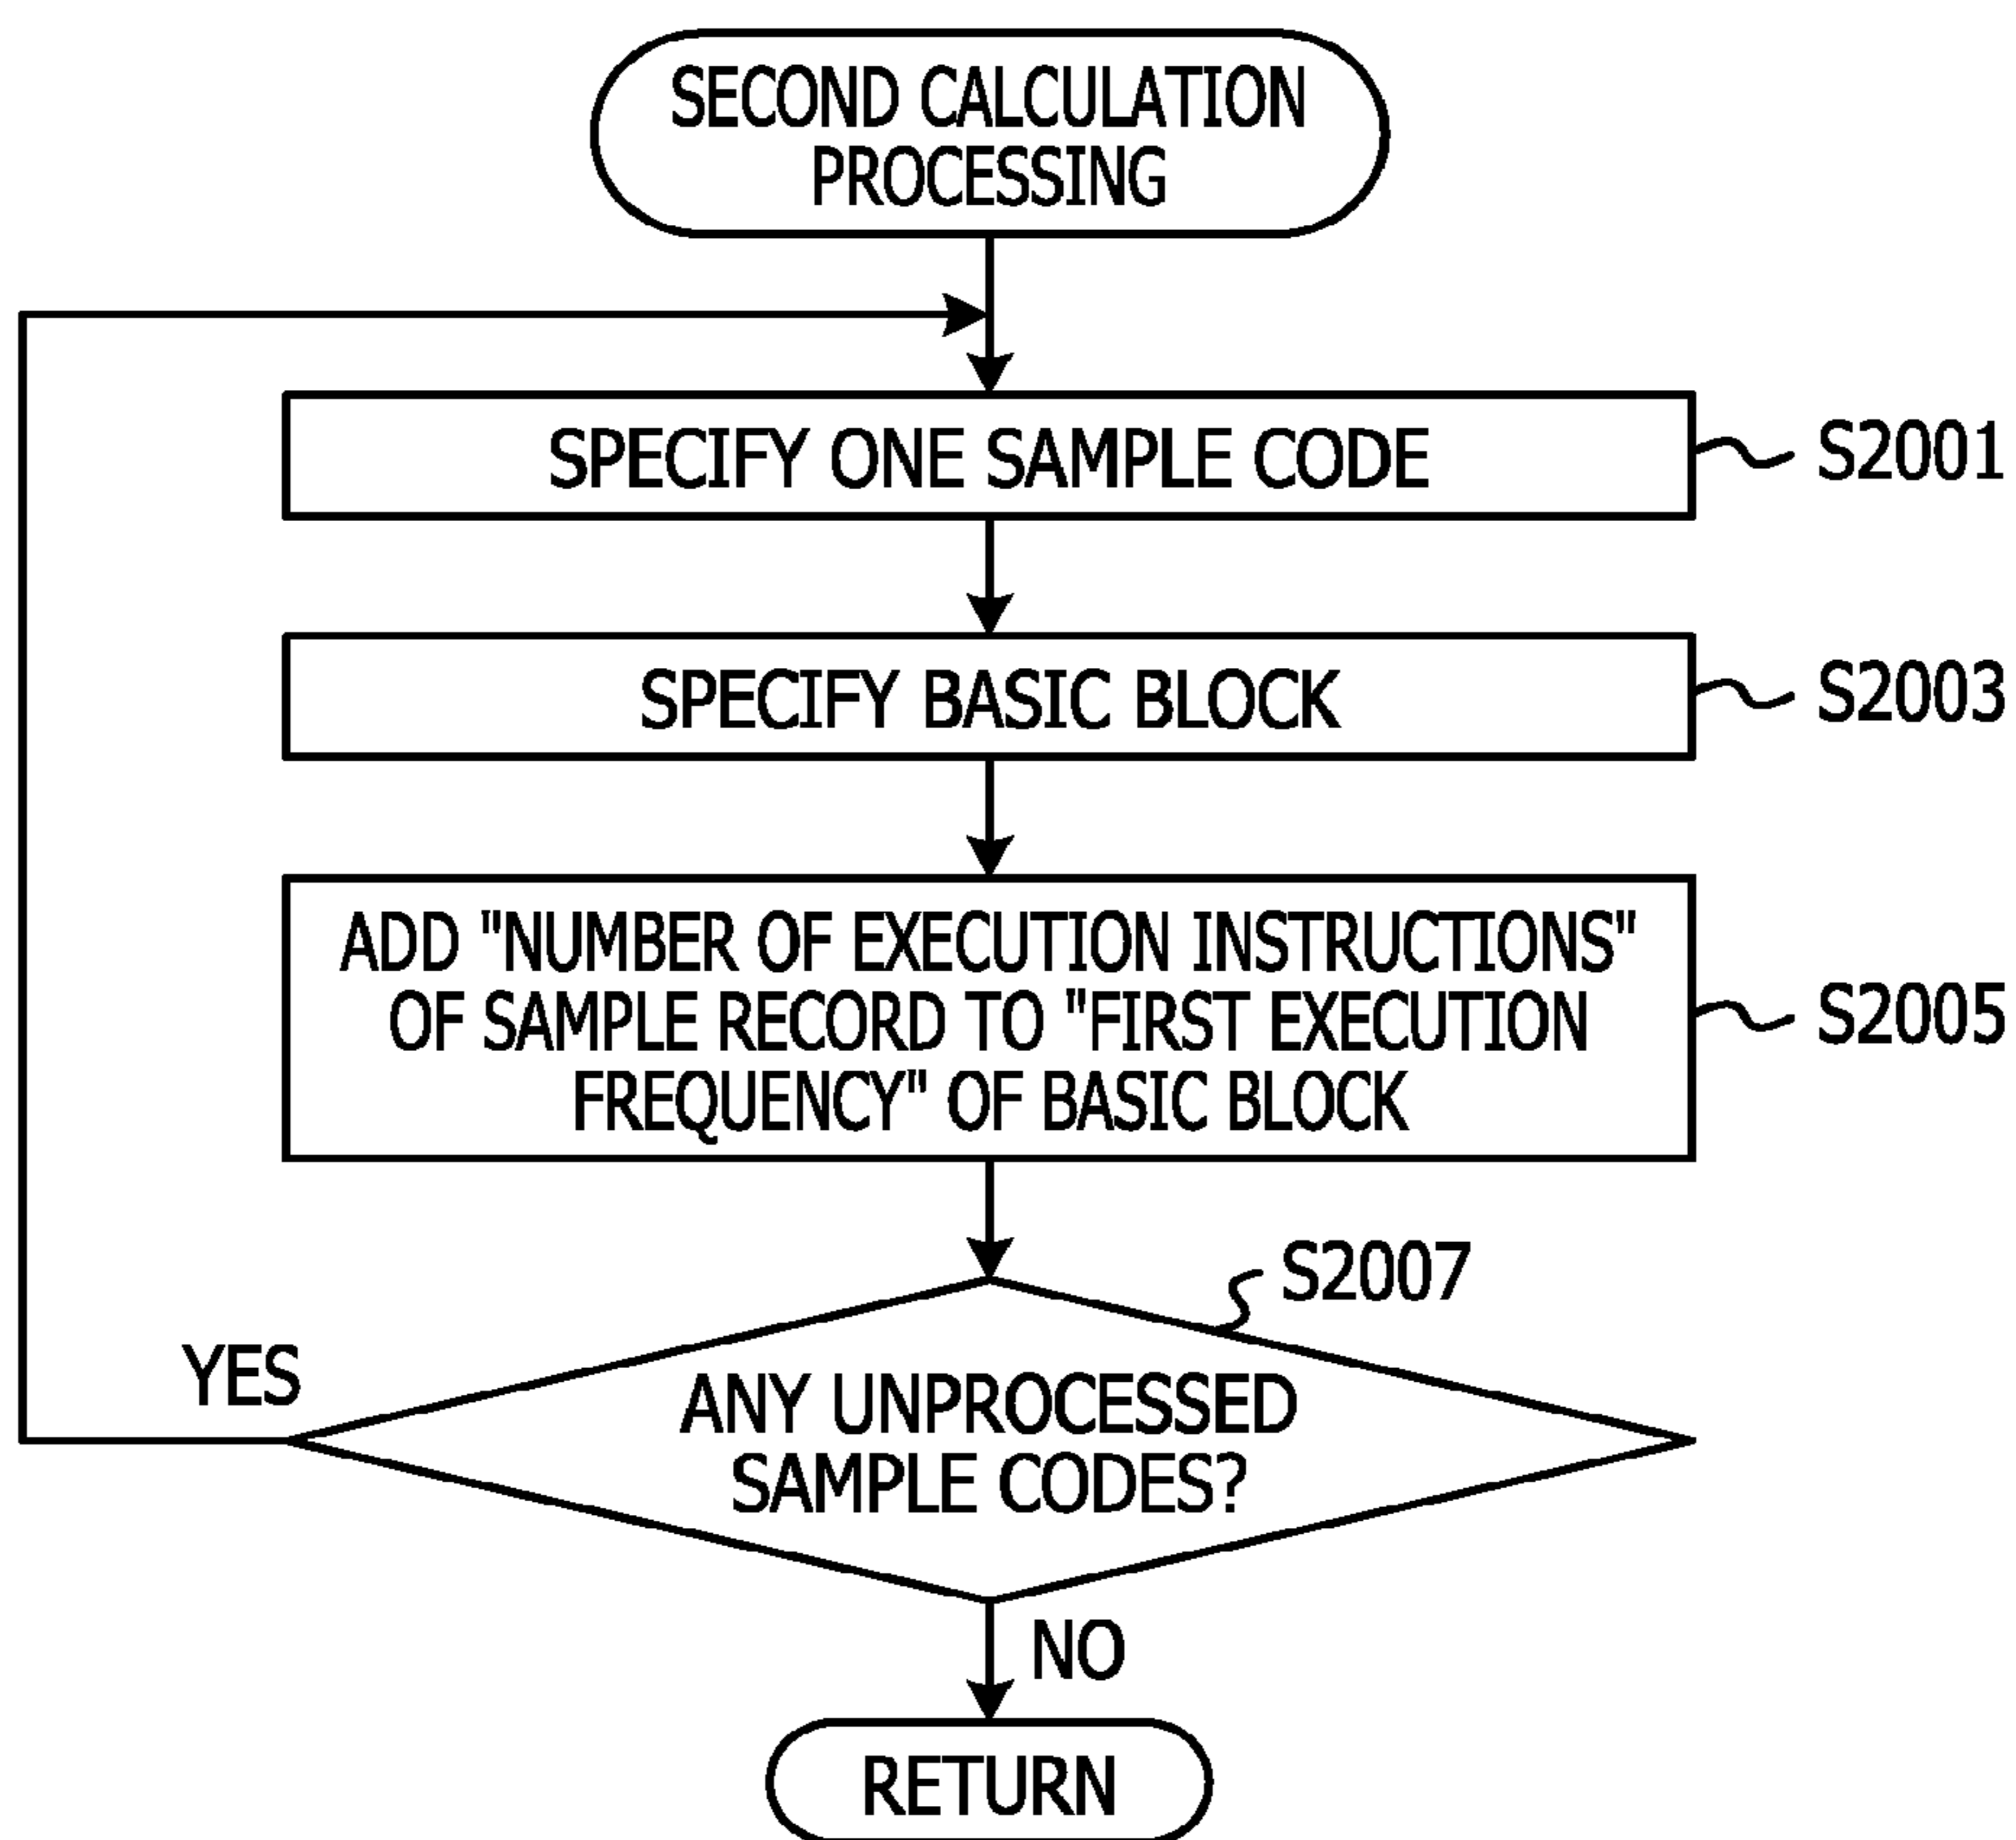 SECOND CALCULATION
PROCESSING
SPECIFY ONE SAMPLE CODE
S2001
SPECIFY BASIC BLOCK
S2003
ADD "NUMBER OF EXECUTION INSTRUCTIONS"
OF SAMPLE RECORD TO "FIRST EXECUTION
FREQUENCY" OF BASIC BLOCK
S2005
S2007
YES
ANY UNPROCESSED
SAMPLE CODES?
NO
RETURN